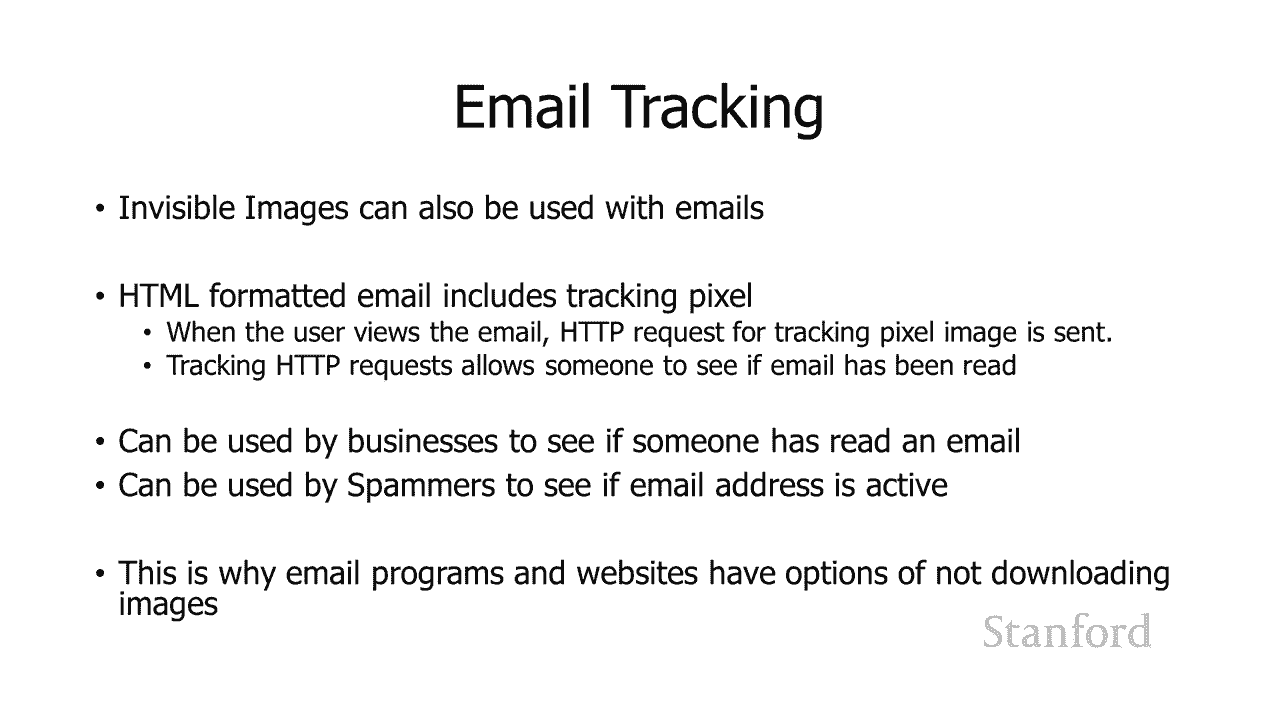 Email Tracking
• Invisible Images can also be used with emails
• HTML formatted email includes tracking pixel
• When the user views the email, HTTP request for tracking pixel image is sent.
• Tracking HTTP requests allows someone to see if email has been read
• Can be used by businesses to see if someone has read an email
• Can be used by Spammers to see if email address is active
• This is why email programs and websites have options of not downloading
images
Stanford